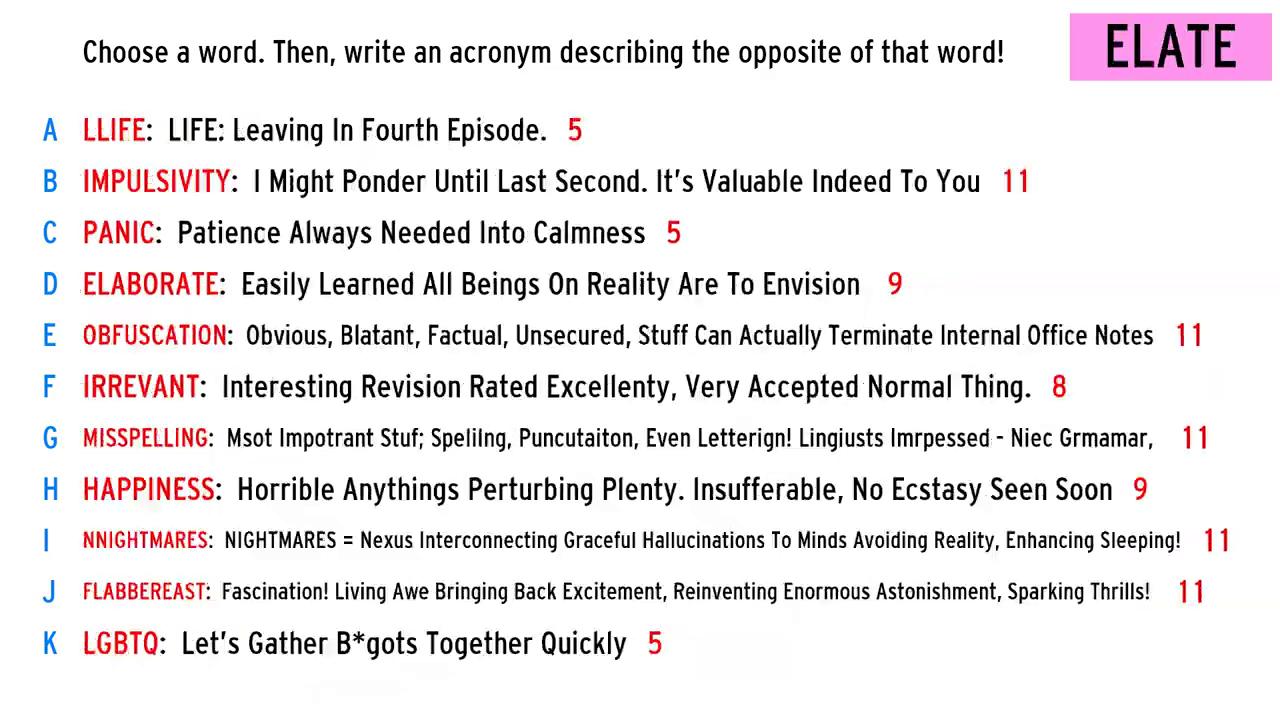 Choose a word. Then, write an acronym describing the opposite of that word!
ELATE
A LLIFE: LIFE: Leaving In Fourth Episode. 5
B IMPULSIVITY: I Might Ponder Until Last Second. It's Valuable Indeed To You 11
C PANIC: Patience Always Needed Into Calmness 5
D ELABORATE: Easily Learned All Beings On Reality Are To Envision 9
E OBFUSCATION: Obvious, Blatant, Factual, Unsecured, Stuff Can Actually Terminate Internal Office Notes 11
F IRREVANT: Interesting Revision Rated Excellenty, Very Accepted Normal Thing. 8
G MISSPELLING: Msot Impotrant Stuf; Spelilng, Puncutaiton, Even Letterign! Lingiusts Imrpessed - Niec Grmamar, 11
H HAPPINESS: Horrible Anythings Perturbing Plenty. Insufferable, No Ecstasy Seen Soon 9
I NNIGHTMARES: NIGHTMARES = Nexus Interconnecting Graceful Hallucinations To Minds Avoiding Reality, Enhancing Sleeping! 11
J FLABBEREAST: Fascination! Living Awe Bringing Back Excitement, Reinventing Enormous Astonishment, Sparking Thrills! 11
K LGBTQ: Let's Gather B*gots Together Quickly 5